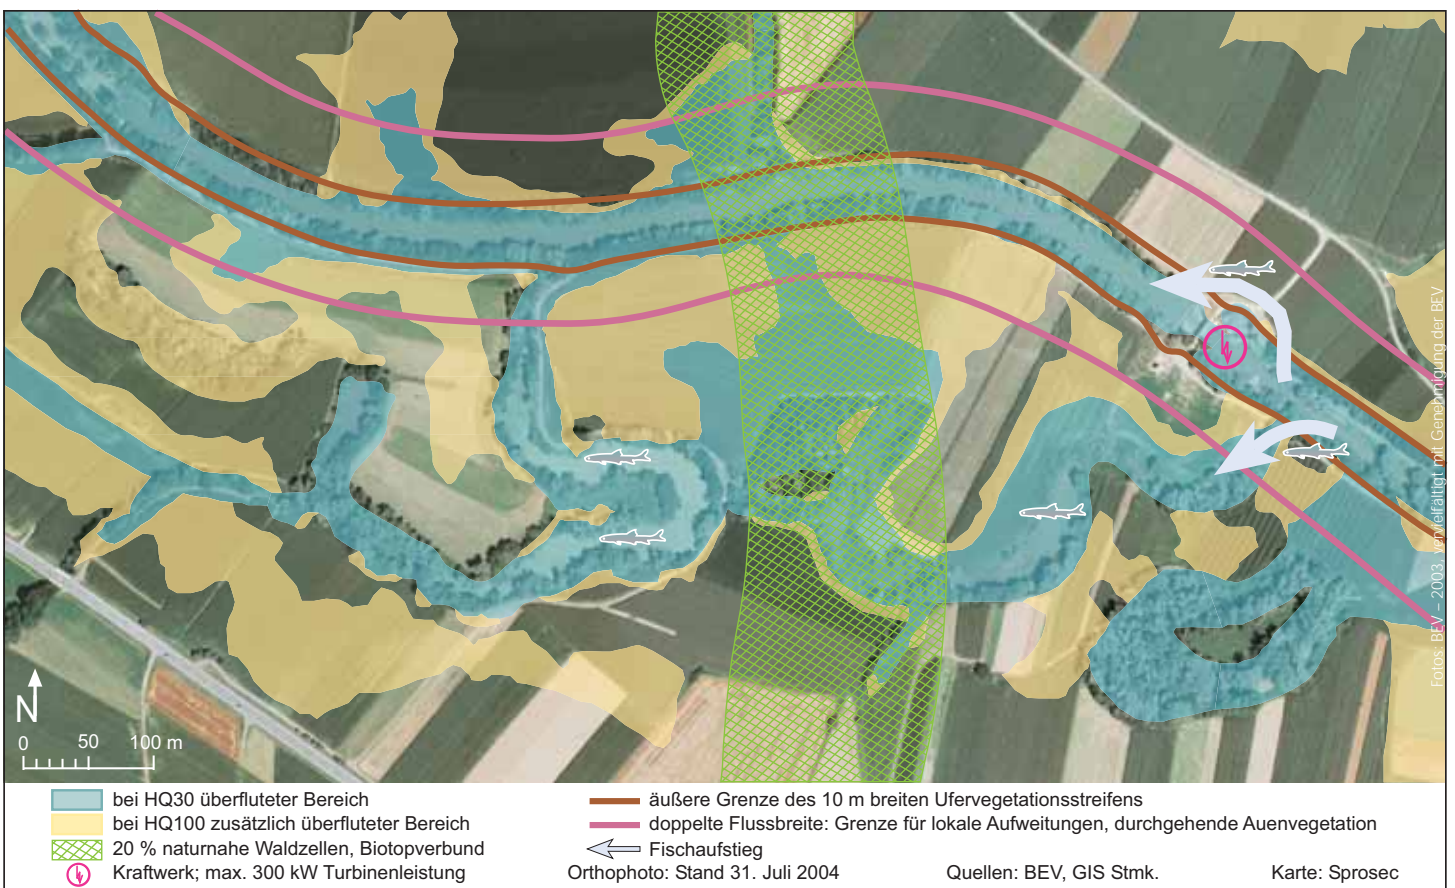 Fotos: BEV – 2003, vervielfältigt mit Genehmigung der BEV
N
0 50 100 m
bei HQ30 überfluteter Bereich
bei HQ100 zusätzlich überfluteter Bereich
20 % naturnahe Waldzellen, Biotopverbund
Kraftwerk; max. 300 kW Turbinenleistung
äußere Grenze des 10 m breiten Ufervegetationsstreifens
doppelte Flussbreite: Grenze für lokale Aufweitungen, durchgehende Auenvegetation
Fischaufstieg
Orthophoto: Stand 31. Juli 2004 Quellen: BEV, GIS Stmk. Karte: Sprosec